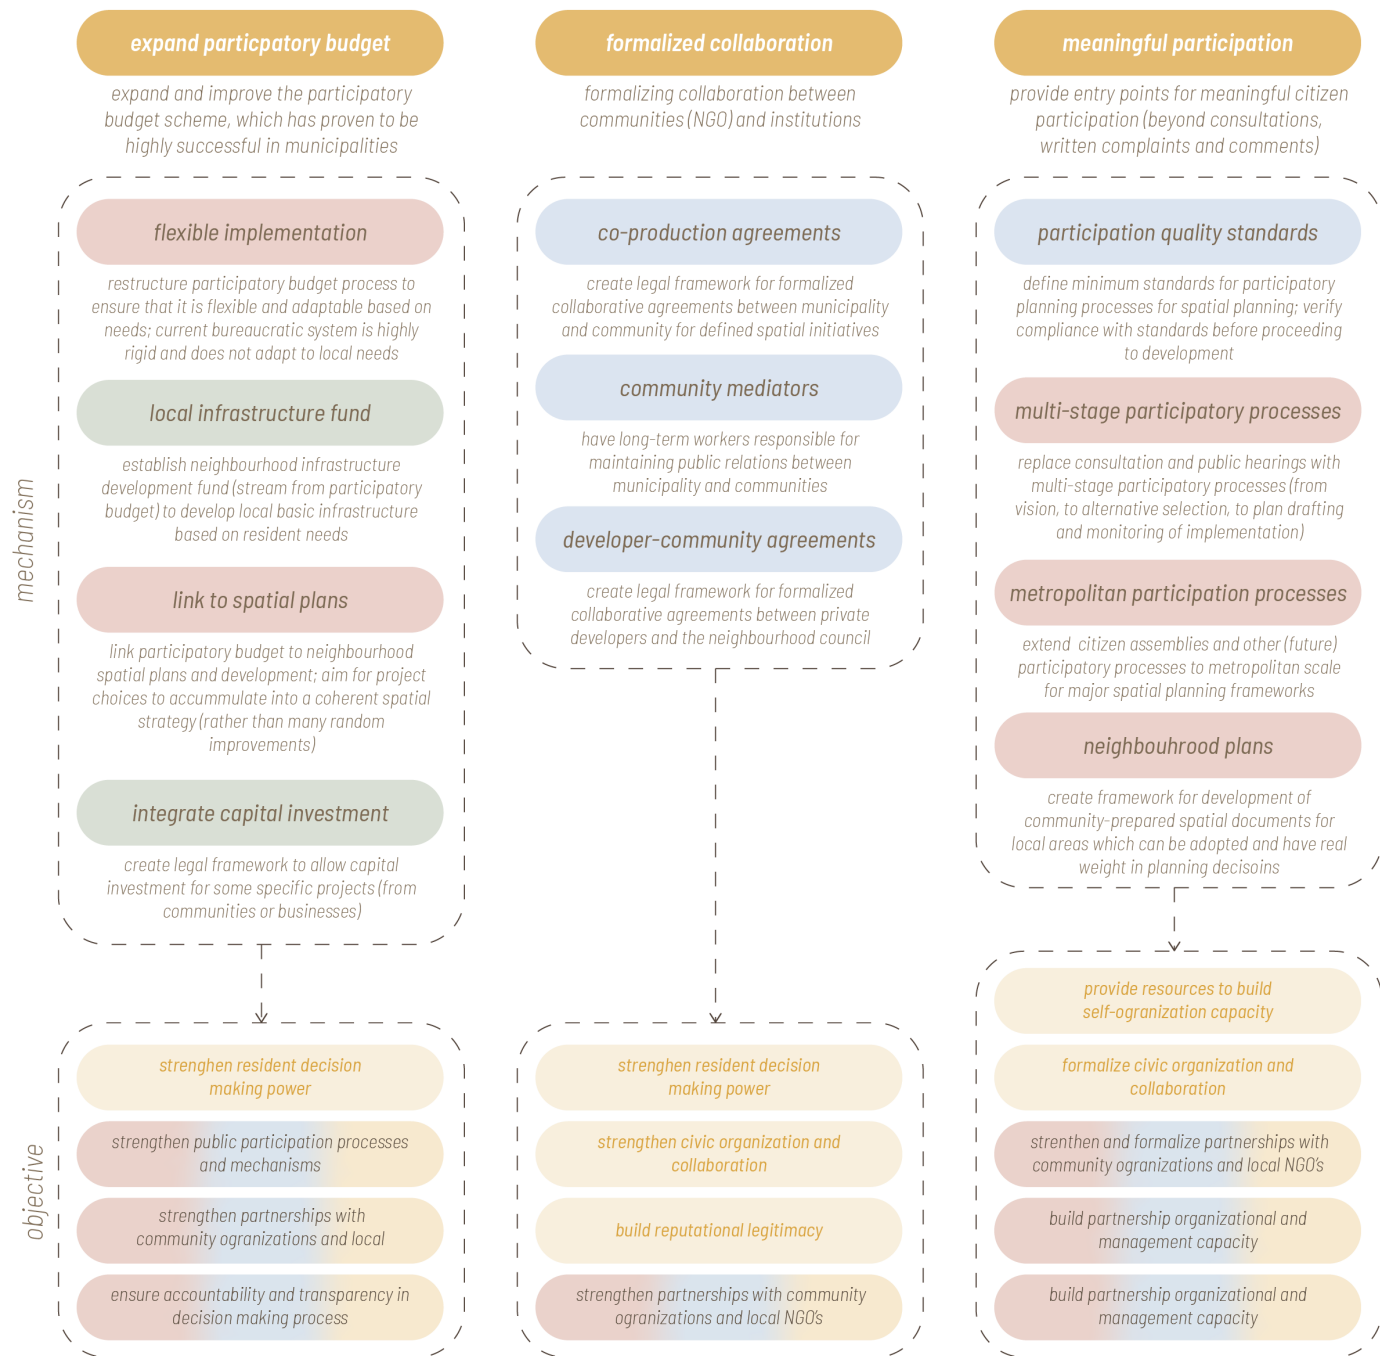 expand particpatory budget
expand and improve the participatory
budget scheme, which has proven to be
highly successful in municipalities
mechanism
flexible implementation
restructure participatory budget process to
ensure that it is flexible and adaptable based on
needs; current bureaucratic system is highly
rigid and does not adapt to local needs
local infrastructure fund
establish neighbourhood infrastructure
development fund (stream from participatory
budget) to develop local basic infrastructure
based on resident needs
link to spatial plans
link participatory budget to neighbourhood
spatial plans and development; aim for project
choices to accumulate into a coherent spatial
strategy (rather than many random
improvements)
integrate capital investment
create legal framework to allow capital
investment for some specific projects (from
communities or businesses)
objective
strenghen resident decision
making power
strengthen public participation processes
and mechanisms
strengthen partnerships with
community ogranizations and local
ensure accountability and transparency in
decision making process
formalized collaboration
formalizing collaboration between
communities (NGO) and institutions
co-production agreements
create legal framework for formalized
collaborative agreements between municipality
and community for defined spatial initiatives
community mediators
have long-term workers responsible for
maintaining public relations between
municipality and communities
developer-community agreements
create legal framework for formalized
collaborative agreements between private
developers and the neighbourhood council
strenghen resident decision
making power
strengthen civic organization and
collaboration
build reputational legitimacy
strengthen partnerships with community
ogranizations and local NGO's
meaningful participation
provide entry points for meaningful citizen
participation (beyond consultations,
written complaints and comments)
participation quality standards
define minimum standards for participatory
planning processes for spatial planning; verify
compliance with standards before proceeding
to development
multi-stage participatory processes
replace consultation and public hearings with
multi-stage participatory processes (from
vision, to alternative selection, to plan drafting
and monitoring of implementation)
metropolitan participation processes
extend citizen assemblies and other (future)
participatory processes to metropolitan scale
for major spatial planning frameworks
neighbouhrood plans
create framework for development of
community-prepared spatial documents for
local areas which can be adopted and have real
weight in planning decisoins
provide resources to build
self-ogranization capacity
formalize civic organization and
collaboration
strenthen and formalize partnerships with
community ogranizations and local NGO's
build partnership organizational and
management capacity
build partnership organizational and
management capacity